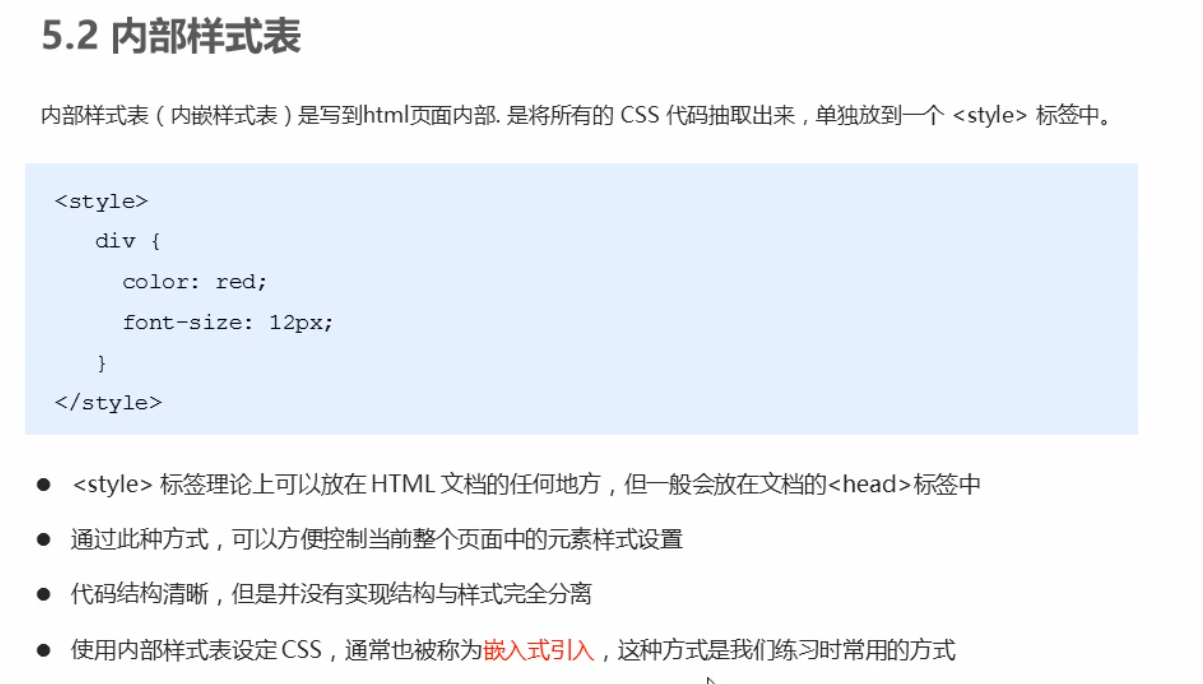 5.2 内部样式表
内部样式表（内嵌样式表）是写到html页面内部. 是将所有的 CSS 代码抽取出来，单独放到一个 <style> 标签中。
<style>
div {
color: red;
font-size: 12px;
}
</style>
● <style> 标签理论上可以放在 HTML 文档的任何地方，但一般会放在文档的<head>标签中
● 通过此种方式，可以方便控制当前整个页面中的元素样式设置
● 代码结构清晰，但是并没有实现结构与样式完全分离
● 使用内部样式表设定 CSS，通常也被称为嵌入式引入，这种方式是我们练习时常用的方式